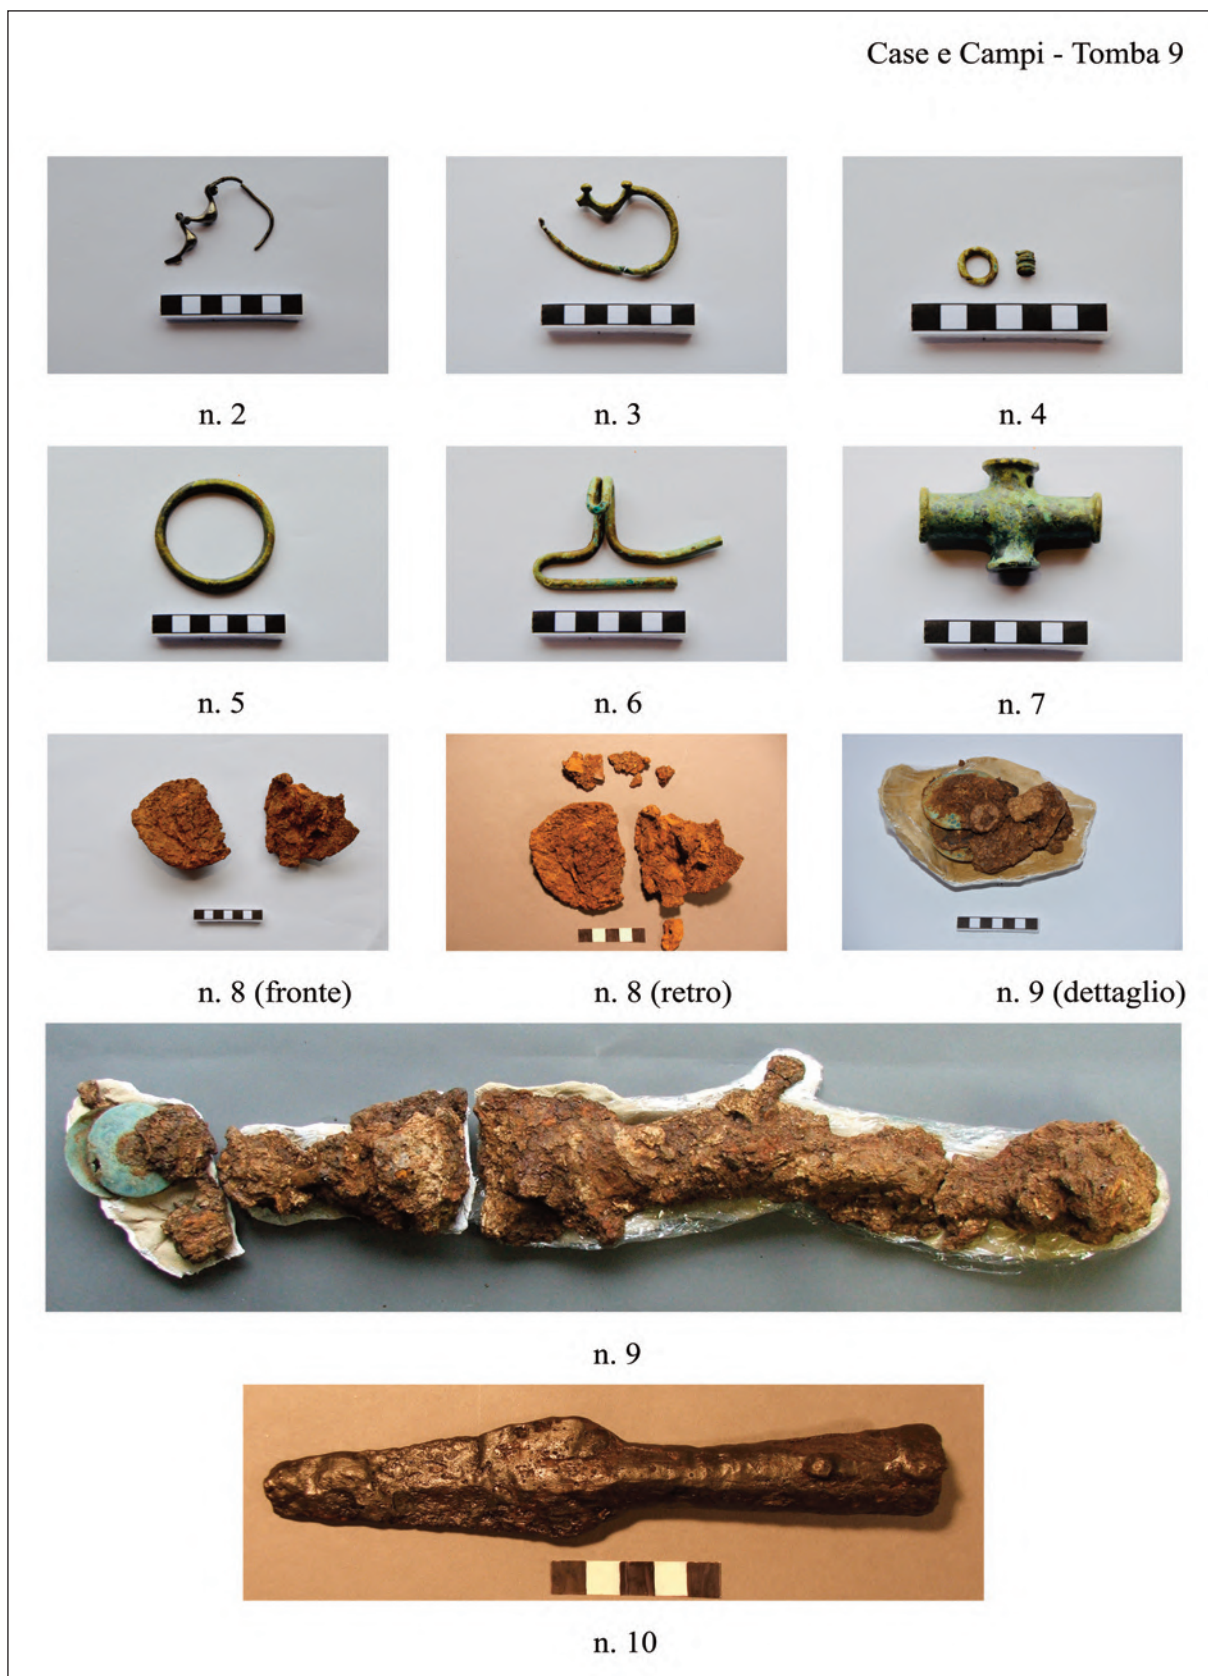 Case e Campi - Tomba 9
n. 2
n. 3
n. 4
n. 5
n. 6
n. 7
n. 8 (fronte)
n. 8 (retro)
n. 9 (dettaglio)
n. 9
n. 10